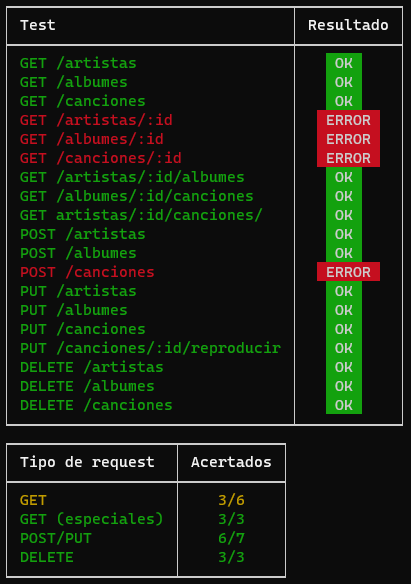 Test Resultado
GET /artistas OK
GET /albumes OK
GET /canciones OK
GET /artistas/:id ERROR
GET /albumes/:id ERROR
GET /canciones/:id ERROR
GET /artistas/:id/albumes OK
GET /albumes/:id/canciones OK
GET artistas/:id/canciones/ OK
POST /artistas OK
POST /albumes OK
POST /canciones ERROR
PUT /artistas OK
PUT /albumes OK
PUT /canciones OK
PUT /canciones/:id/reproducir OK
DELETE /artistas OK
DELETE /albumes OK
DELETE /canciones OK
Tipo de request Acertados
GET 3/6
GET (especiales) 3/3
POST/PUT 6/7
DELETE 3/3